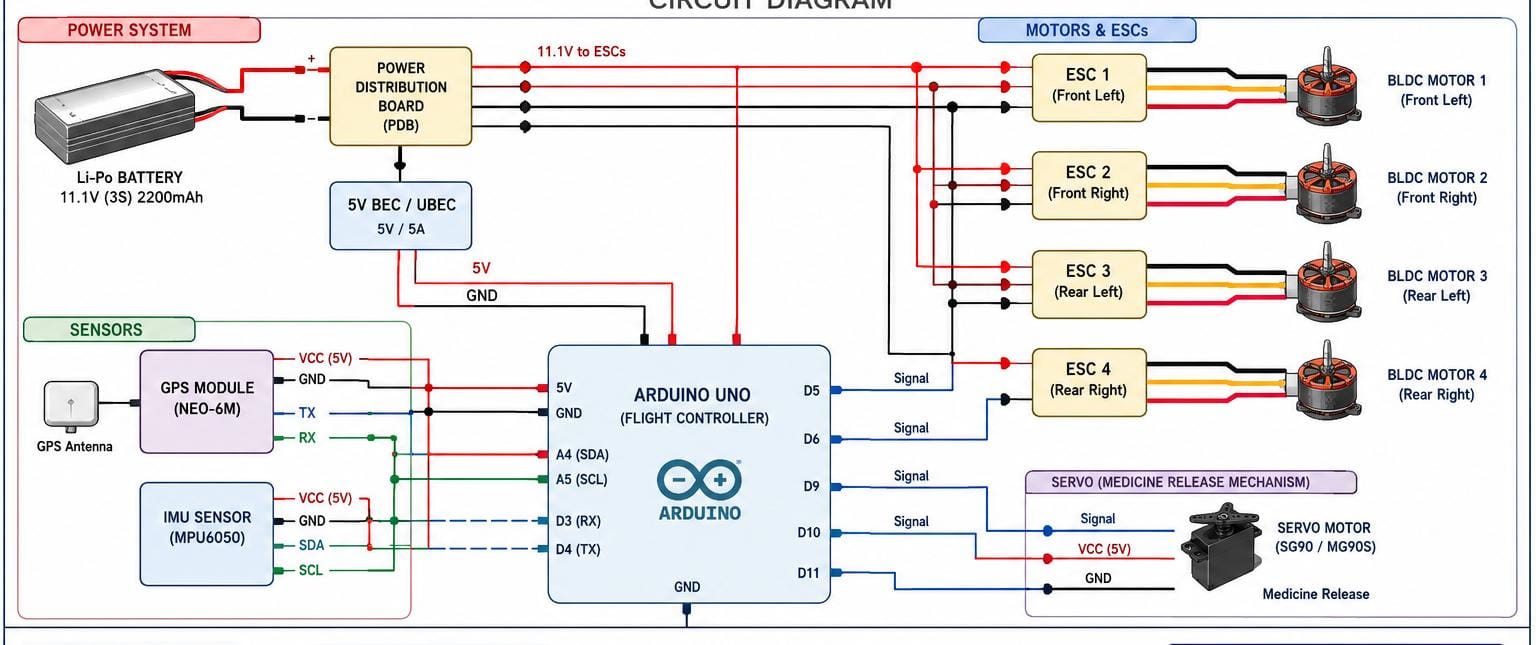 CIRCUIT DIAGRAM
POWER SYSTEM
MOTORS & ESCs
+
−
Li-Po BATTERY
11.1V (3S) 2200mAh
POWER
DISTRIBUTION
BOARD
(PDB)
11.1V to ESCs
5V BEC / UBEC
5V / 5A
5V
GND
ESC 1
(Front Left)
BLDC MOTOR 1
(Front Left)
ESC 2
(Front Right)
BLDC MOTOR 2
(Front Right)
ESC 3
(Rear Left)
BLDC MOTOR 3
(Rear Left)
ESC 4
(Rear Right)
BLDC MOTOR 4
(Rear Right)
SENSORS
GPS Antenna
GPS MODULE
(NEO-6M)
VCC (5V)
GND
TX
RX
IMU SENSOR
(MPU6050)
VCC (5V)
GND
SDA
SCL
ARDUINO UNO
(FLIGHT CONTROLLER)
ARDUINO
5V
GND
A4 (SDA)
A5 (SCL)
D3 (RX)
D4 (TX)
GND
D5
Signal
D6
Signal
D9
Signal
D10
Signal
D11
SERVO (MEDICINE RELEASE MECHANISM)
Signal
VCC (5V)
GND
SERVO MOTOR
(SG90 / MG90S)
Medicine Release